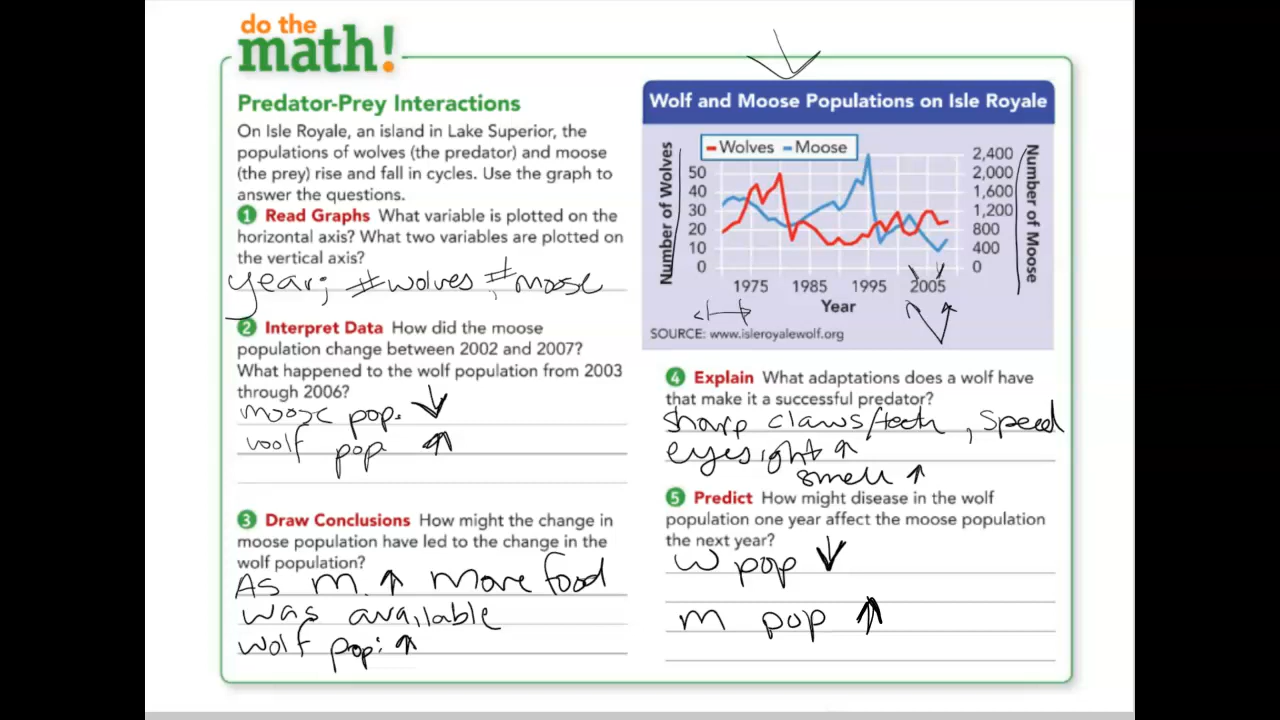 do the
math!
Predator-Prey Interactions
On Isle Royale, an island in Lake Superior, the
populations of wolves (the predator) and moose
(the prey) rise and fall in cycles. Use the graph to
answer the questions.
1 Read Graphs What variable is plotted on the
horizontal axis? What two variables are plotted on
the vertical axis?
year; #wolves, #moose
2 Interpret Data How did the moose
population change between 2002 and 2007?
What happened to the wolf population from 2003
through 2006?
moose pop. ↓
wolf pop ↑
3 Draw Conclusions How might the change in
moose population have led to the change in the
wolf population?
As m. ↑ more food
was available
wolf pop: ↑
Wolf and Moose Populations on Isle Royale
Wolves Moose
Number of Wolves
50
40
30
20
10
0
2,400
2,000
1,600
1,200
800
400
0
Number of Moose
1975 1985 1995 2005
Year
SOURCE: www.isleroyalewolf.org
4 Explain What adaptations does a wolf have
that make it a successful predator?
sharp claws/teeth, speed
eyesight ↑
smell ↑
5 Predict How might disease in the wolf
population one year affect the moose population
the next year?
W pop ↓
m pop ↑